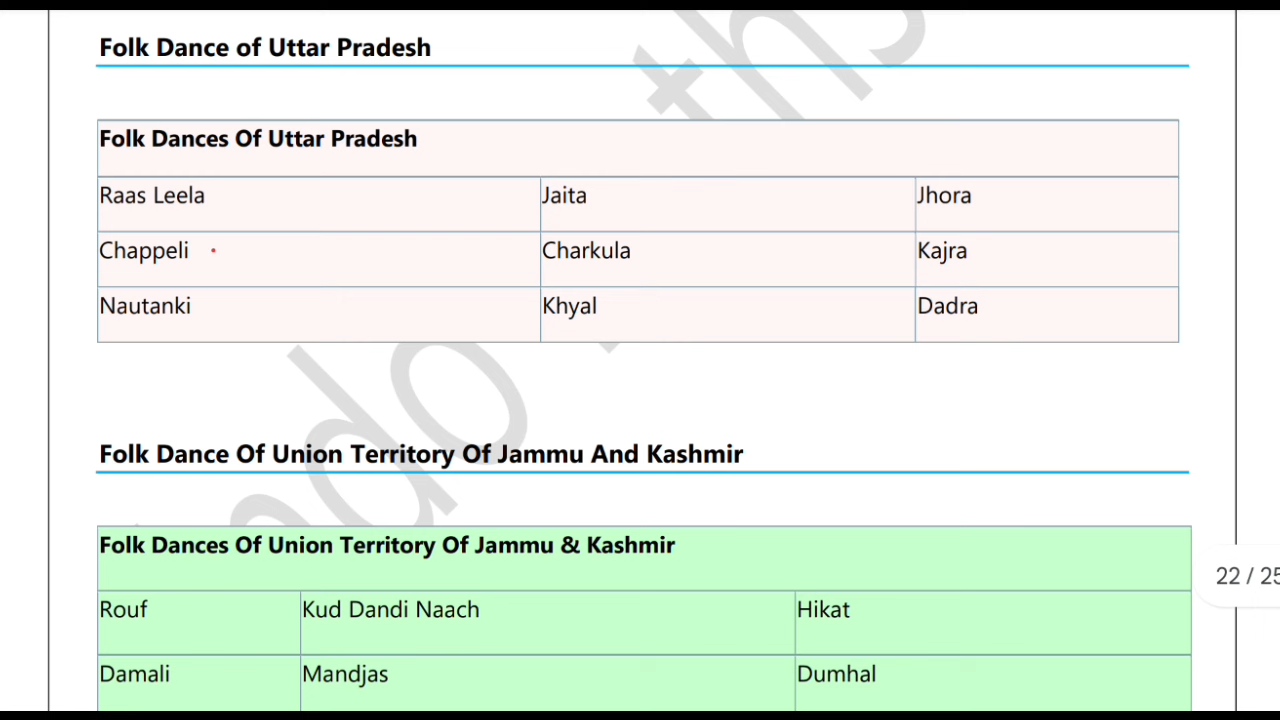 Folk Dance of Uttar Pradesh
Folk Dances Of Uttar Pradesh
Raas Leela Jaita Jhora
Chappeli Charkula Kajra
Nautanki Khyal Dadra
Folk Dance Of Union Territory Of Jammu And Kashmir
Folk Dances Of Union Territory Of Jammu & Kashmir
22 / 25
Rouf Kud Dandi Naach Hikat
Damali Mandjas Dumhal